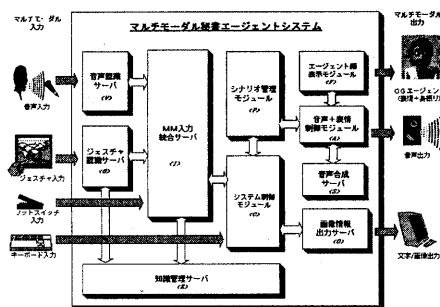 マルチモーダル秘書エージェントシステム
マルチモーダル
入力
音声入力
ジェスチャ入力
フットスイッチ
入力
キーボード入力
音声認識
サーバ
ジェスチャ
認識サーバ
MM入力
統合サーバ
知識管理サーバ
シナリオ管理
モジュール
システム制御
モジュール
エージェント顔
表示モジュール
音声+表情
制御モジュール
音声合成
サーバ
画像情報
出力サーバ
マルチモーダル
出力
CGエージェント
音声出力
文字/画像出力